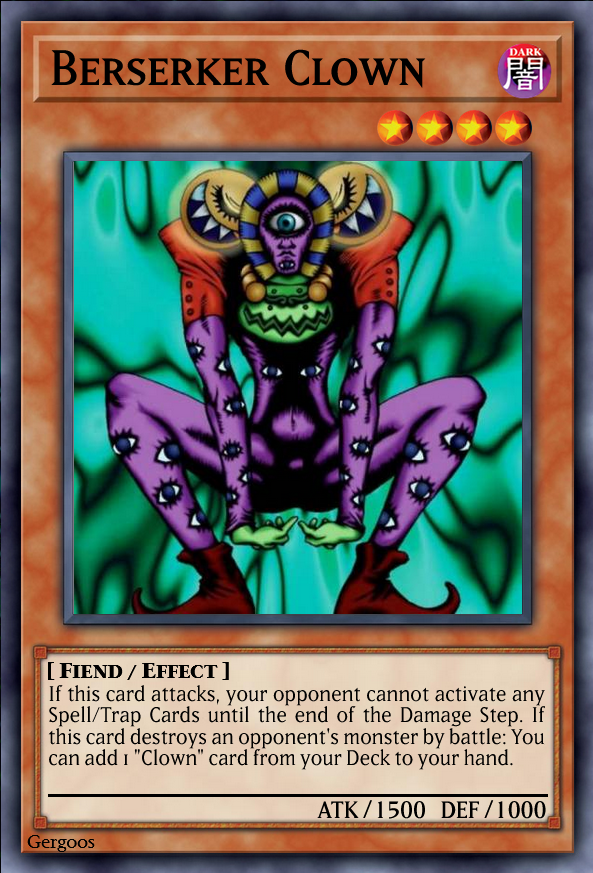 Berserker Clown
DARK
闇
[ Fiend / Effect ]
If this card attacks, your opponent cannot activate any
Spell/Trap Cards until the end of the Damage Step. If
this card destroys an opponent's monster by battle: You
can add 1 "Clown" card from your Deck to your hand.
ATK/1500 DEF/1000
Gergoos